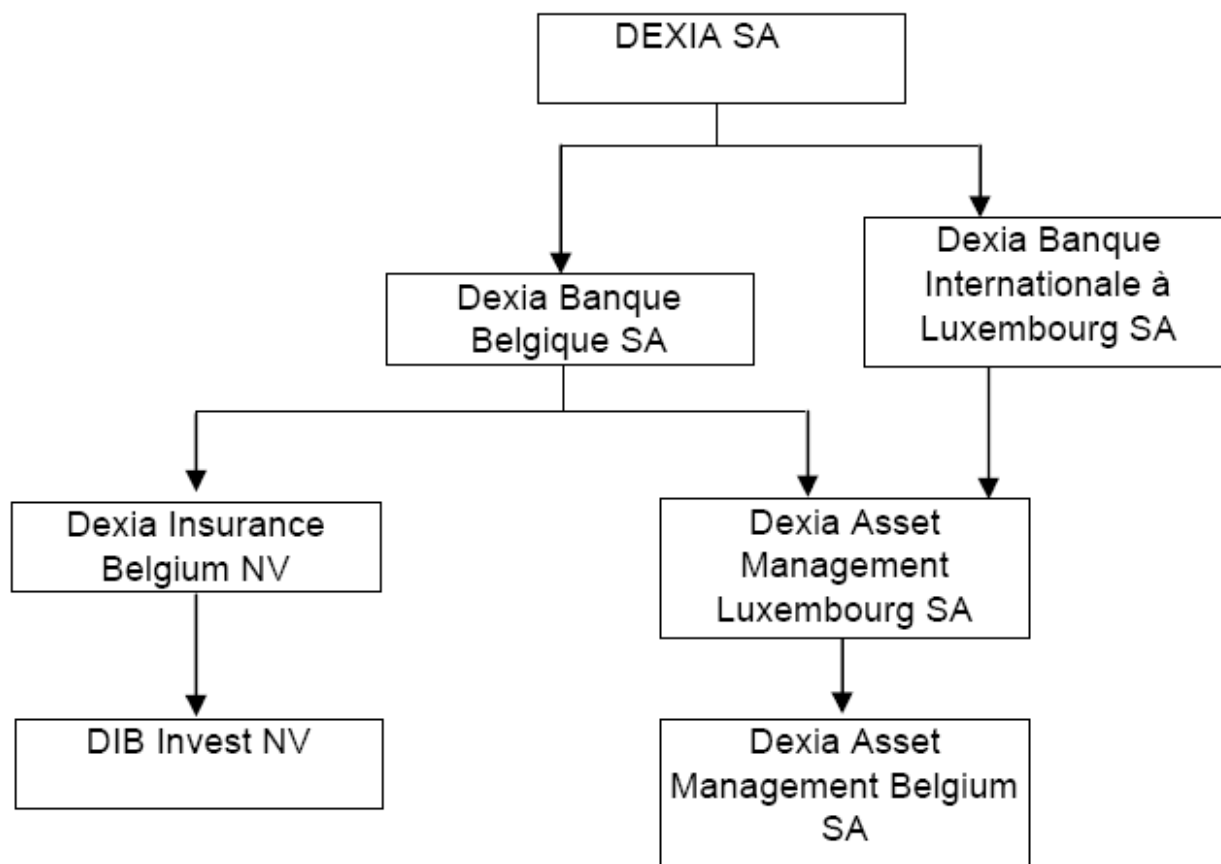 DEXIA SA
Dexia Banque
Internationale à
Luxembourg SA
Dexia Banque
Belgique SA
Dexia Insurance
Belgium NV
Dexia Asset
Management
Luxembourg SA
DIB Invest NV
Dexia Asset
Management Belgium
SA